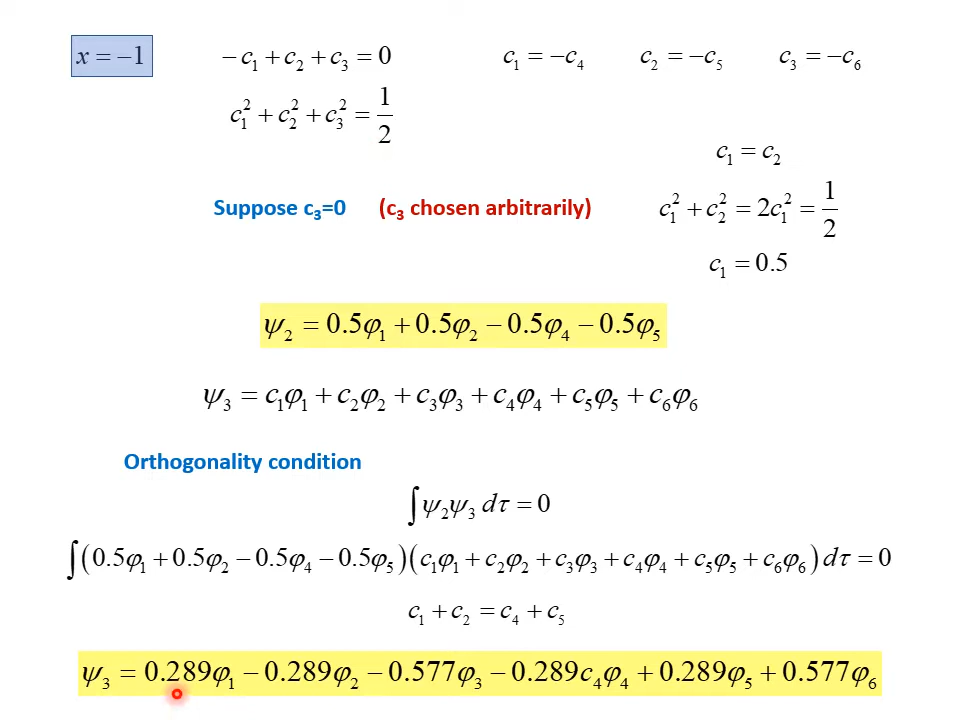 x = −1   −c₁ + c₂ + c₃ = 0   c₁ = −c₄   c₂ = −c₅   c₃ = −c₆
c₁² + c₂² + c₃² = 1/2
c₁ = c₂
Suppose c₃=0   (c₃ chosen arbitrarily)   c₁² + c₂² = 2c₁² = 1/2
c₁ = 0.5
ψ₂ = 0.5φ₁ + 0.5φ₂ − 0.5φ₄ − 0.5φ₅
ψ₃ = c₁φ₁ + c₂φ₂ + c₃φ₃ + c₄φ₄ + c₅φ₅ + c₆φ₆
Orthogonality condition
∫ψ₂ψ₃ dτ = 0
∫(0.5φ₁ + 0.5φ₂ − 0.5φ₄ − 0.5φ₅)(c₁φ₁ + c₂φ₂ + c₃φ₃ + c₄φ₄ + c₅φ₅ + c₆φ₆)dτ = 0
c₁ + c₂ = c₄ + c₅
ψ₃ = 0.289φ₁ − 0.289φ₂ − 0.577φ₃ − 0.289c₄φ₄ + 0.289φ₅ + 0.577φ₆